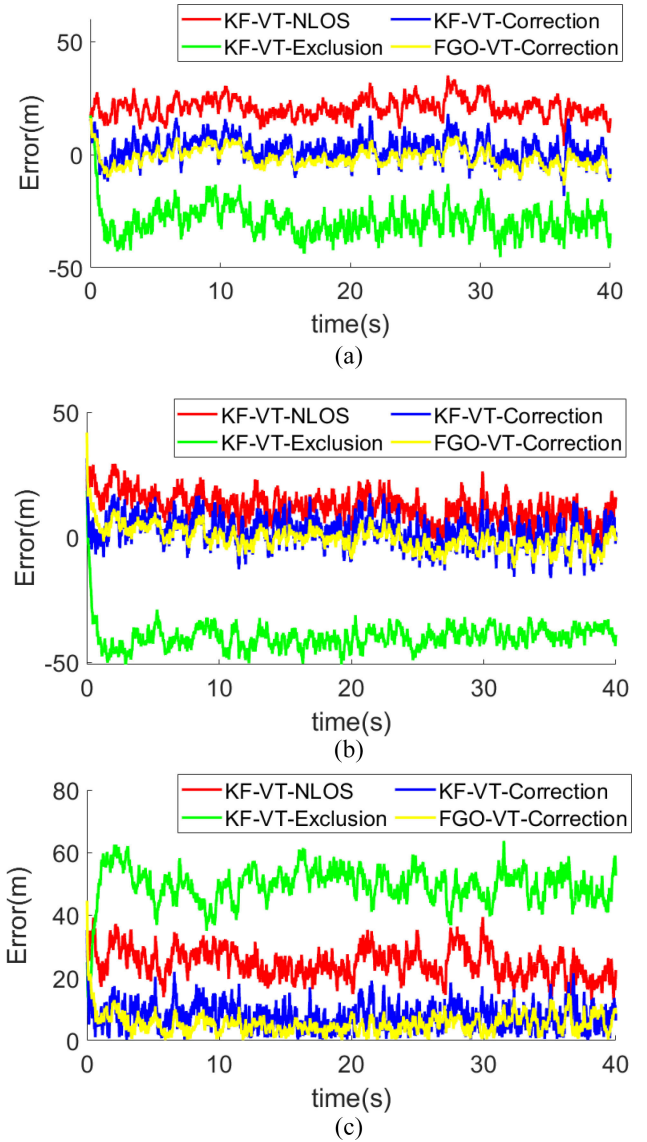 KF-VT-NLOS KF-VT-Correction
KF-VT-Exclusion FGO-VT-Correction
50
0
-50
Error(m)
0 10 20 30 40
time(s)
(a)
KF-VT-NLOS KF-VT-Correction
KF-VT-Exclusion FGO-VT-Correction
50
0
-50
Error(m)
0 10 20 30 40
time(s)
(b)
KF-VT-NLOS KF-VT-Correction
KF-VT-Exclusion FGO-VT-Correction
80
60
40
20
0
Error(m)
0 10 20 30 40
time(s)
(c)